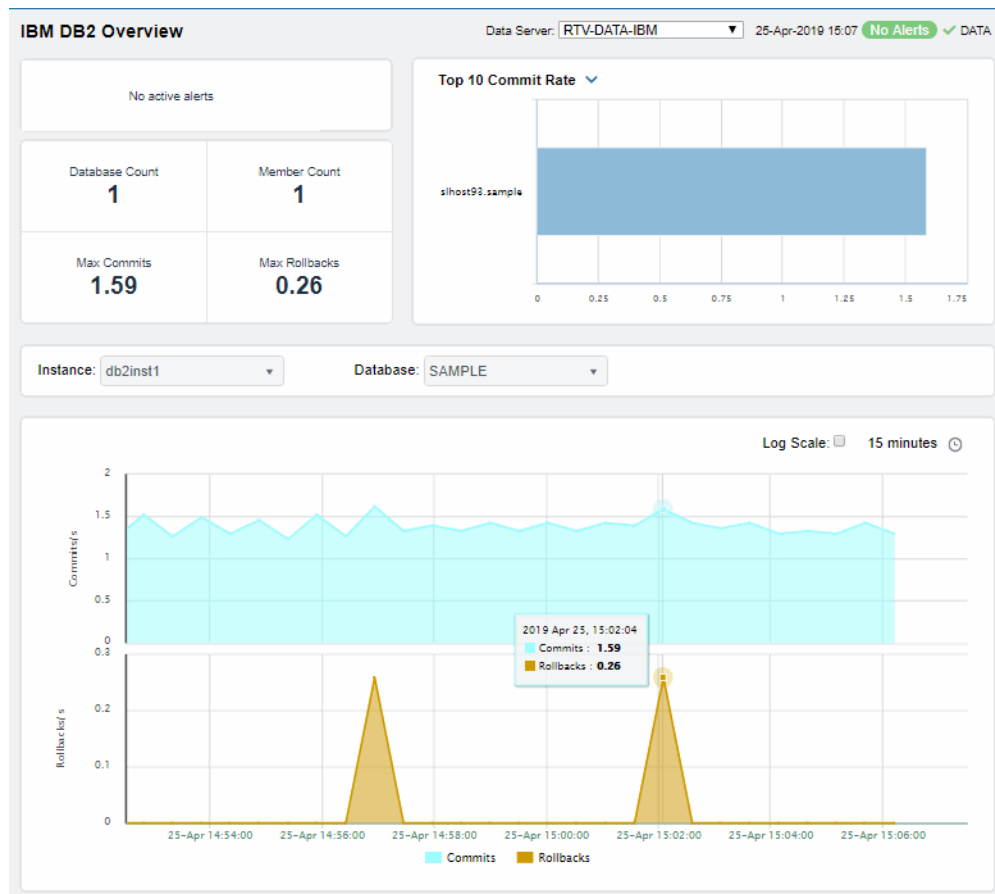 IBM DB2 Overview
Data Server: RTV-DATA-IBM 25-Apr-2019 15:07 No Alerts DATA
No active alerts
Database Count
1
Member Count
1
Max Commits
1.59
Max Rollbacks
0.26
Top 10 Commit Rate
slhost93.sample
0 0.25 0.5 0.75 1 1.25 1.5 1.75
Instance: db2inst1 Database: SAMPLE
Log Scale: 15 minutes
Commits/s
2
1.5
1
0.5
0
2019 Apr 25, 15:02:04
Commits : 1.59
Rollbacks : 0.26
Rollbacks/s
0.3
0.2
0.1
0
25-Apr 14:54:00 25-Apr 14:56:00 25-Apr 14:58:00 25-Apr 15:00:00 25-Apr 15:02:00 25-Apr 15:04:00 25-Apr 15:06:00
Commits Rollbacks